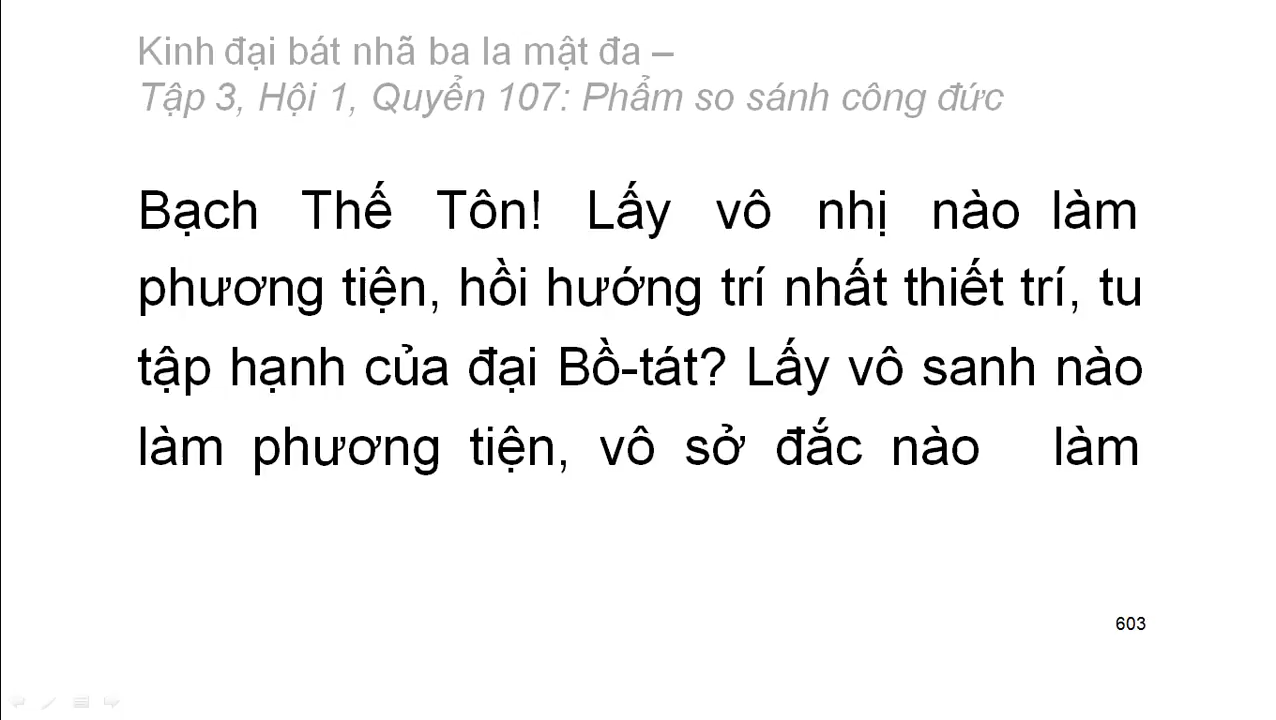 Kinh đại bát nhã ba la mật đa –
Tập 3, Hội 1, Quyển 107: Phẩm so sánh công đức
Bạch Thế Tôn! Lấy vô nhị nào làm
phương tiện, hồi hướng trí nhất thiết trí, tu
tập hạnh của đại Bồ-tát? Lấy vô sanh nào
làm phương tiện, vô sở đắc nào làm
603